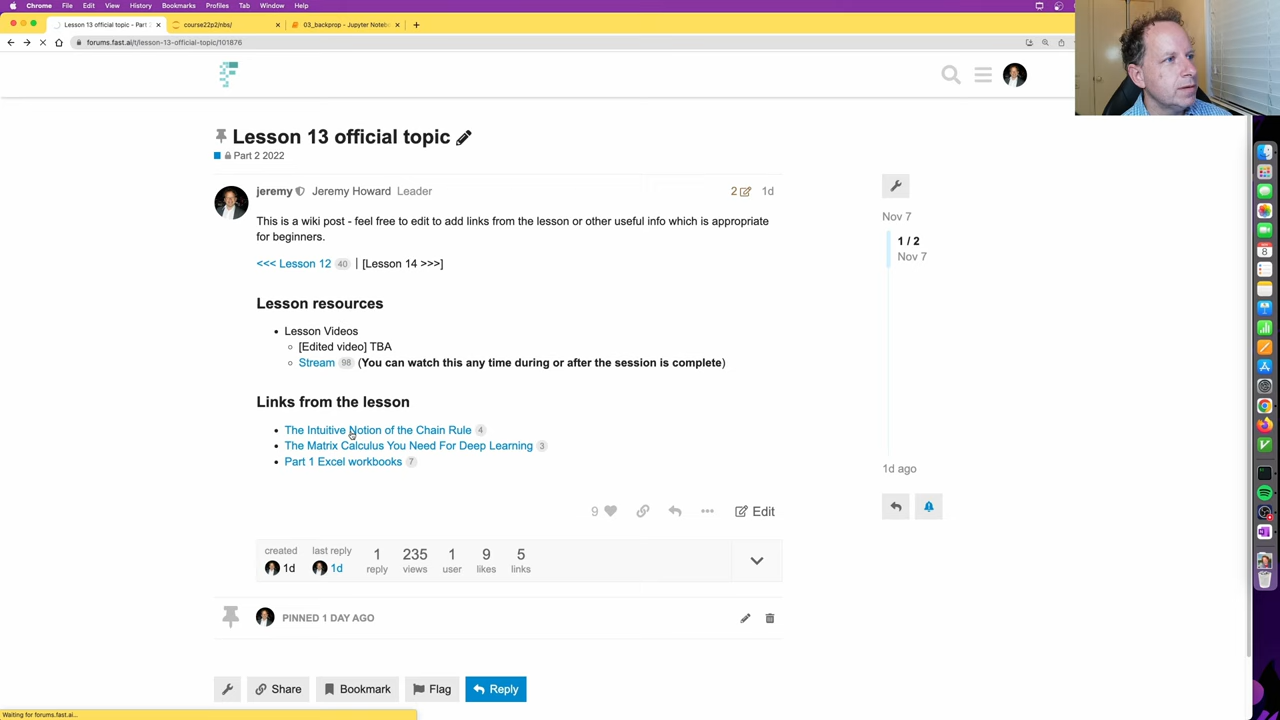 Chrome File Edit View History Bookmarks Profiles Tab Window Help
Lesson 13 official topic - Part
course22p2/nbs/
03_backprop - Jupyter Noteb
forums.fast.ai/t/lesson-13-official-topic/101876
Lesson 13 official topic
Part 2 2022
jeremy Jeremy Howard Leader
2
1d
This is a wiki post - feel free to edit to add links from the lesson or other useful info which is appropriate
for beginners.
<<< Lesson 12 40 | [Lesson 14 >>>]
Lesson resources
Lesson Videos
[Edited video] TBA
Stream 98 (You can watch this any time during or after the session is complete)
Links from the lesson
The Intuitive Notion of the Chain Rule 4
The Matrix Calculus You Need For Deep Learning 3
Part 1 Excel workbooks 7
9
Edit
created last reply 1 235 1 9 5
1d 1d reply views user likes links
PINNED 1 DAY AGO
Share Bookmark Flag Reply
Nov 7
1 / 2
Nov 7
1d ago
Waiting for forums.fast.ai...